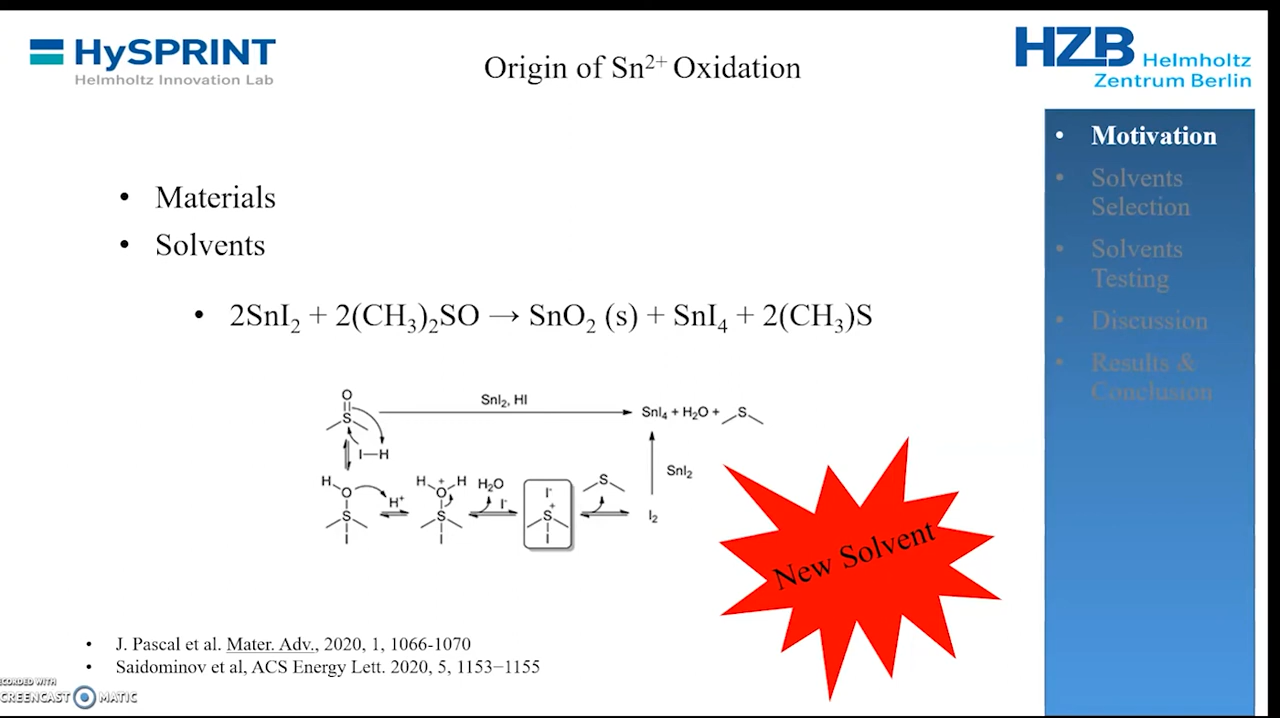 HySPRINT
Helmholtz Innovation Lab
Origin of Sn²⁺ Oxidation
HZB Helmholtz
Zentrum Berlin
• Motivation
• Solvents
Selection
• Solvents
Testing
• Discussion
• Results &
Conclusion
• Materials
• Solvents
• 2SnI₂ + 2(CH₃)₂SO → SnO₂ (s) + SnI₄ + 2(CH₃)S
O
S
SnI₂, HI
SnI₄ + H₂O + S
I—H
SnI₂
H O S I
H⁺
H O⁺ H S I
H₂O
I⁻
I⁻ S⁺ I
S
I₂
New Solvent
• J. Pascal et al. Mater. Adv., 2020, 1, 1066-1070
• Saidominov et al, ACS Energy Lett. 2020, 5, 1153−1155
RECORDED WITH
SCREENCAST MATIC